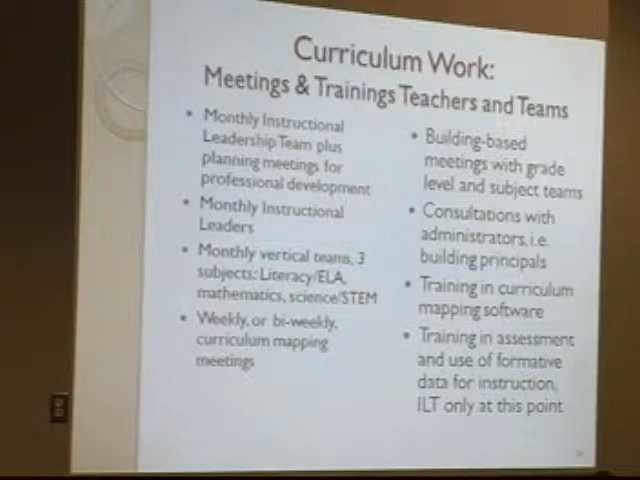 Curriculum Work:
Meetings & Trainings Teachers and Teams
• Monthly Instructional
Leadership Team plus
planning meetings for
professional development
• Monthly Instructional
Leaders
• Monthly vertical teams, 3
subjects: Literacy/ELA,
mathematics, science/STEM
• Weekly, or bi-weekly,
curriculum mapping
meetings
• Building-based
meetings with grade
level and subject teams
• Consultations with
administrators, i.e.
building principals
• Training in curriculum
mapping software
• Training in assessment
and use of formative
data for instruction,
ILT only at this point